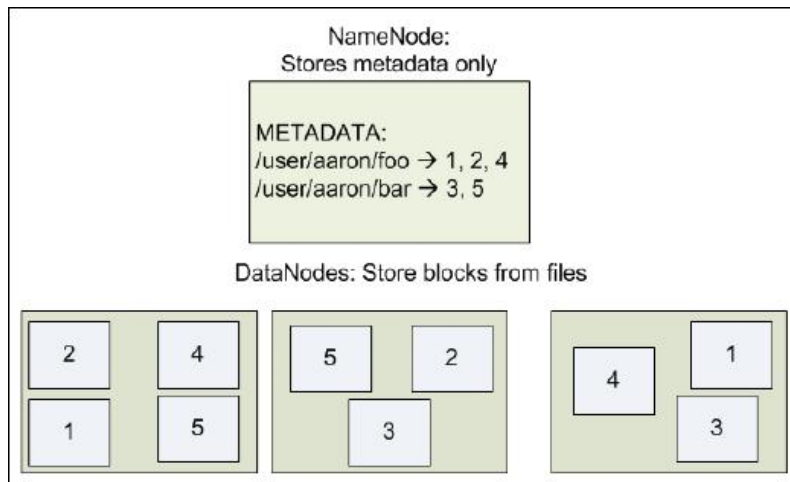 NameNode:
Stores metadata only
METADATA:
/user/aaron/foo → 1, 2, 4
/user/aaron/bar → 3, 5
DataNodes: Store blocks from files
2 4
1 5
5 2
3
1
4
3